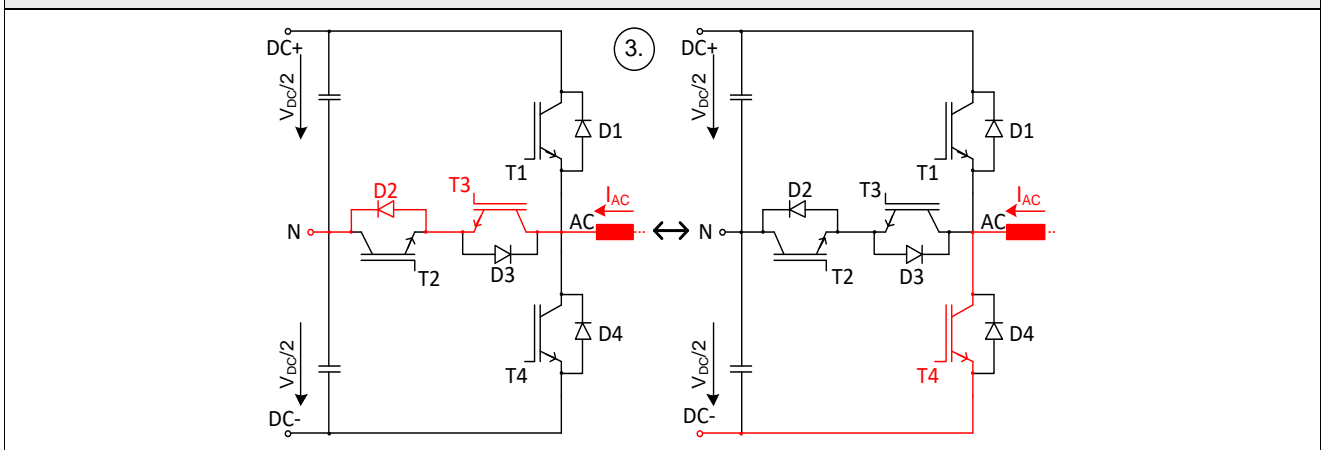 DC+
3.
DC+
V_DC/2
V_DC/2
D1
D1
T1
T1
D2
T3
I_AC
D2
T3
I_AC
N
AC
N
AC
T2
D3
T2
D3
V_DC/2
V_DC/2
D4
D4
T4
T4
DC-
DC-